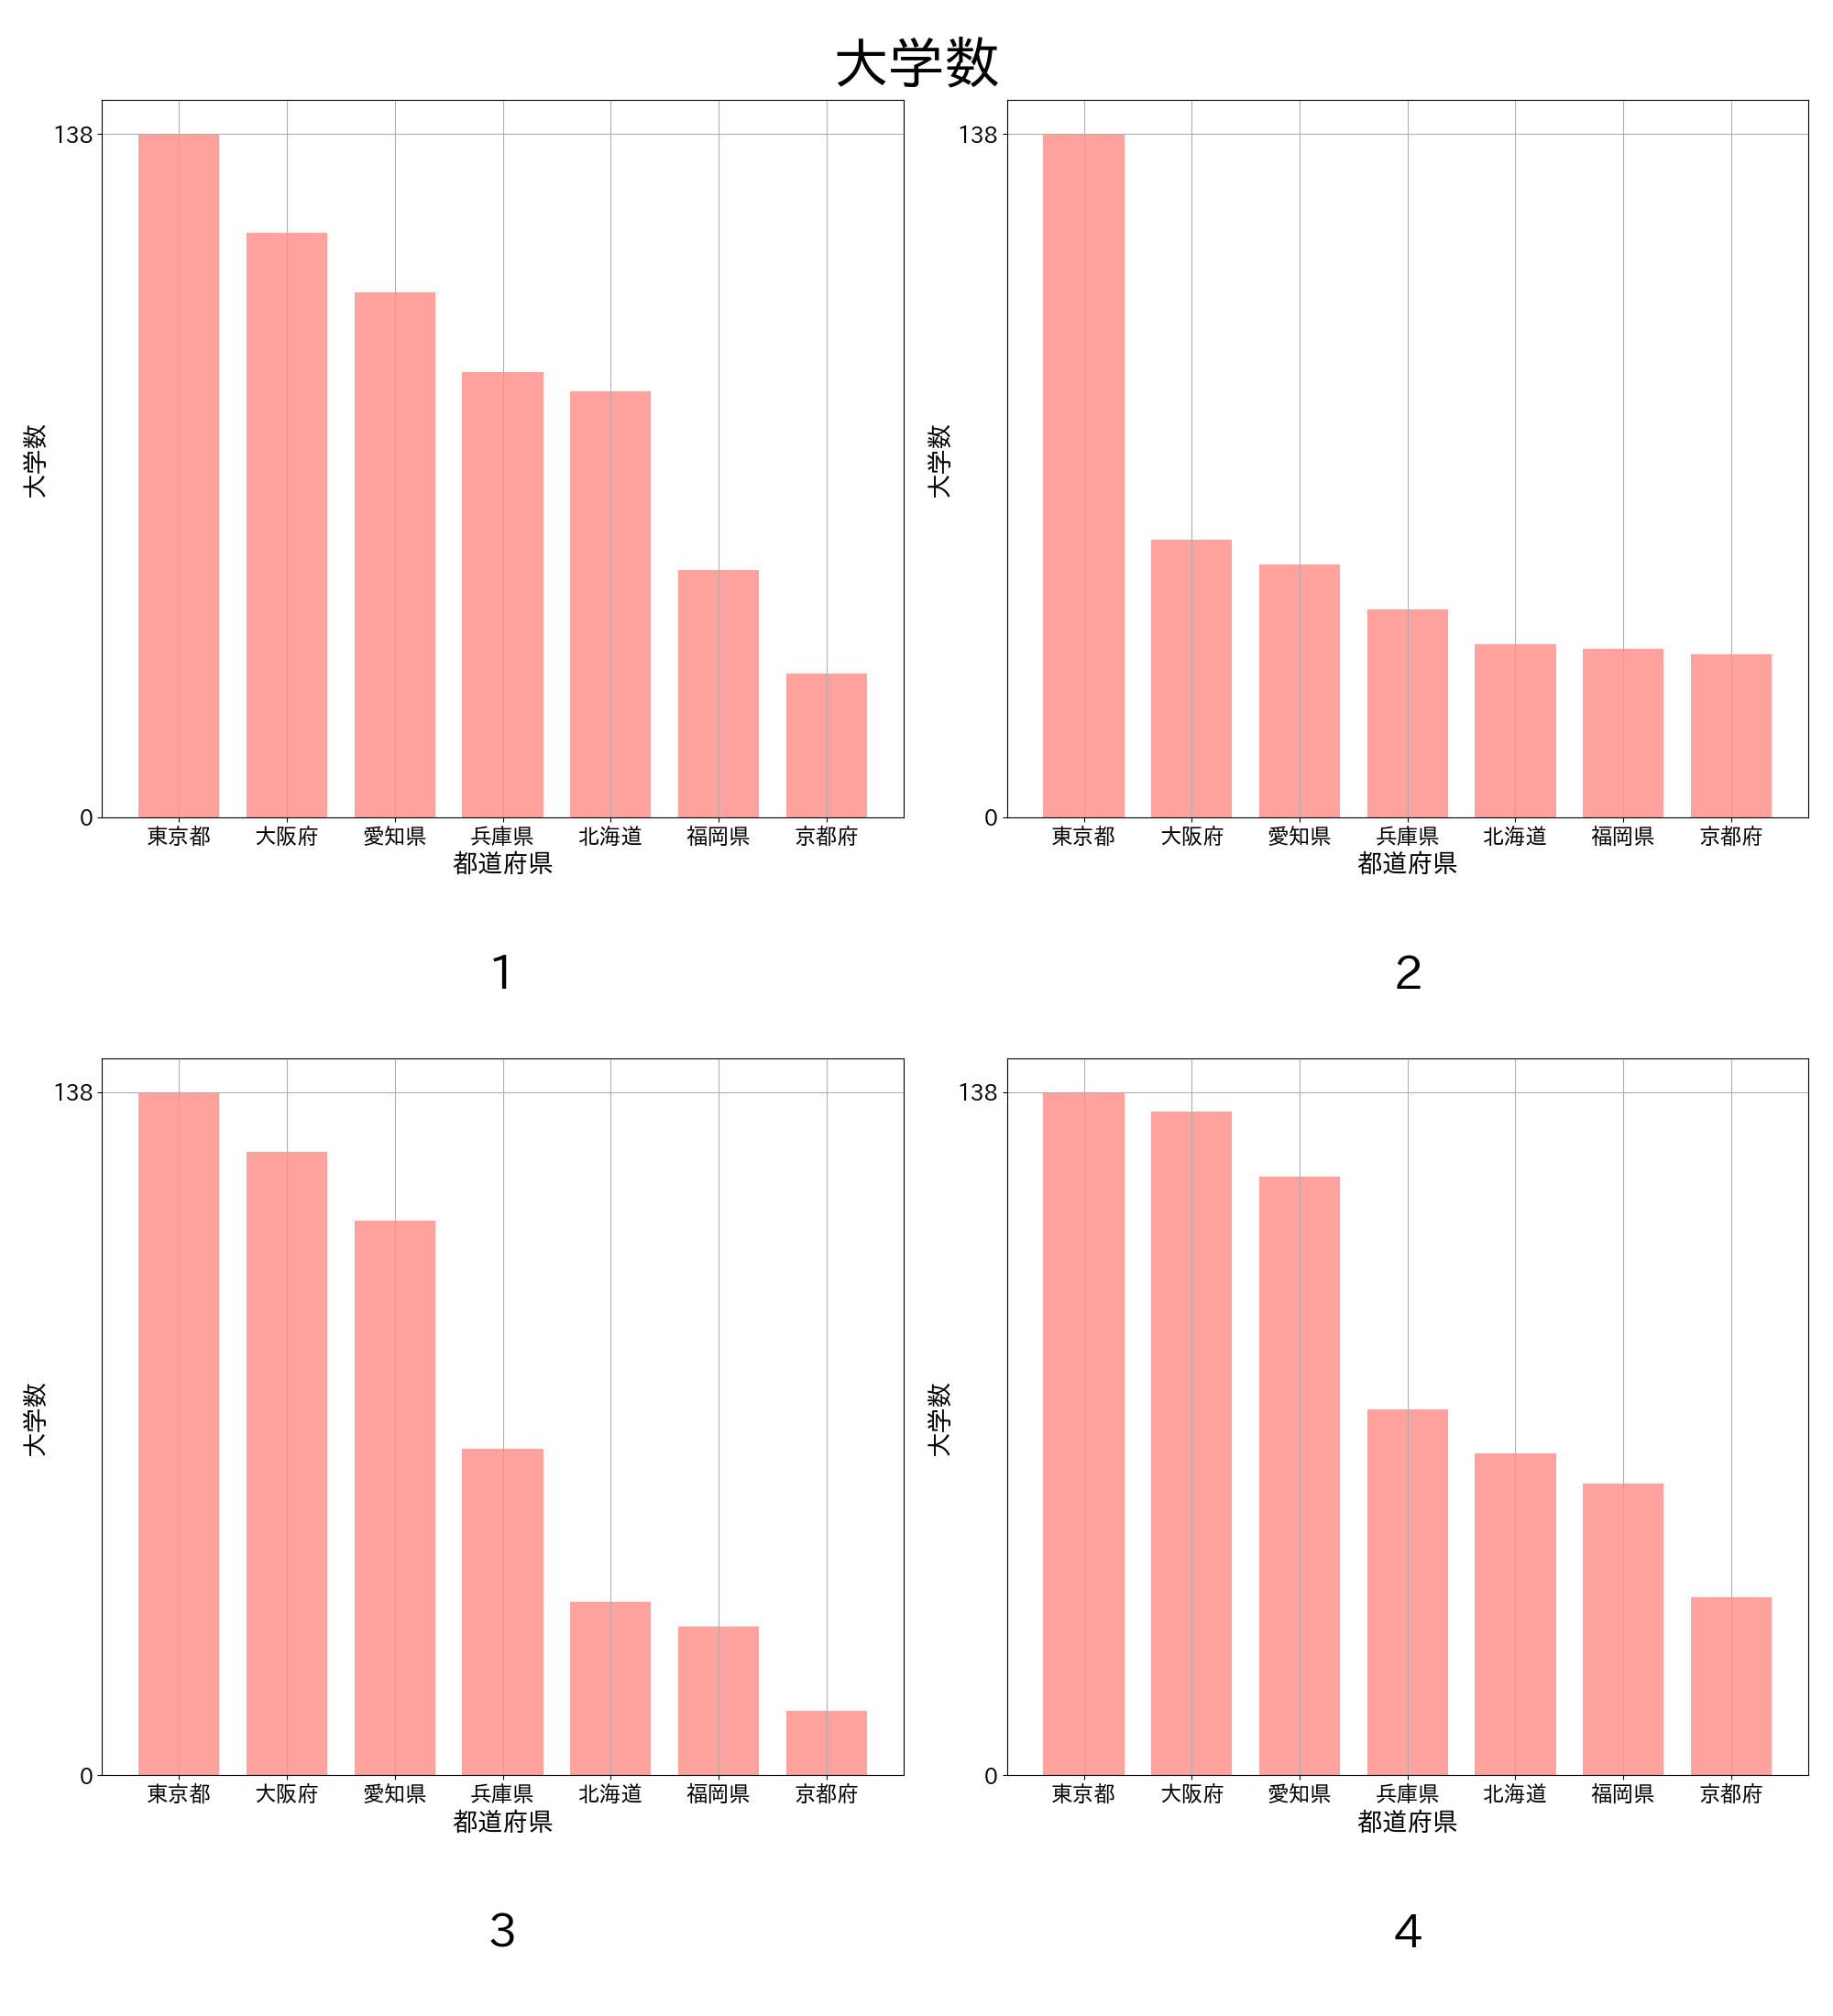 大学数
138
0
大学数
東京都 大阪府 愛知県 兵庫県 北海道 福岡県 京都府
都道府県
1
138
0
大学数
東京都 大阪府 愛知県 兵庫県 北海道 福岡県 京都府
都道府県
2
138
0
大学数
東京都 大阪府 愛知県 兵庫県 北海道 福岡県 京都府
都道府県
3
138
0
大学数
東京都 大阪府 愛知県 兵庫県 北海道 福岡県 京都府
都道府県
4